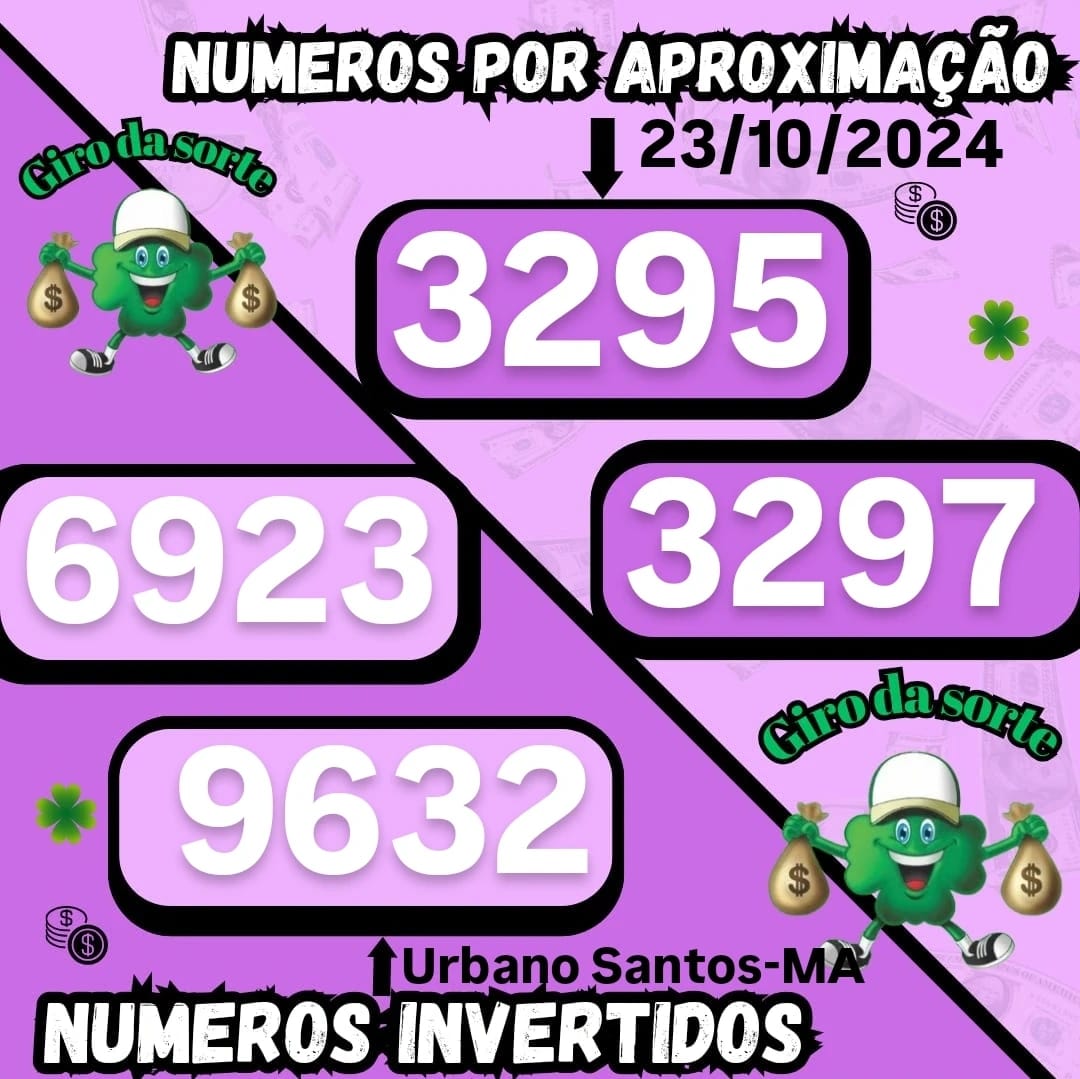 NUMEROS POR APROXIMAÇÃO
23/10/2024
Giro da sorte
$ $
3295
6923
3297
Giro da sorte
9632
$ $
Urbano Santos-MA
NUMEROS INVERTIDOS